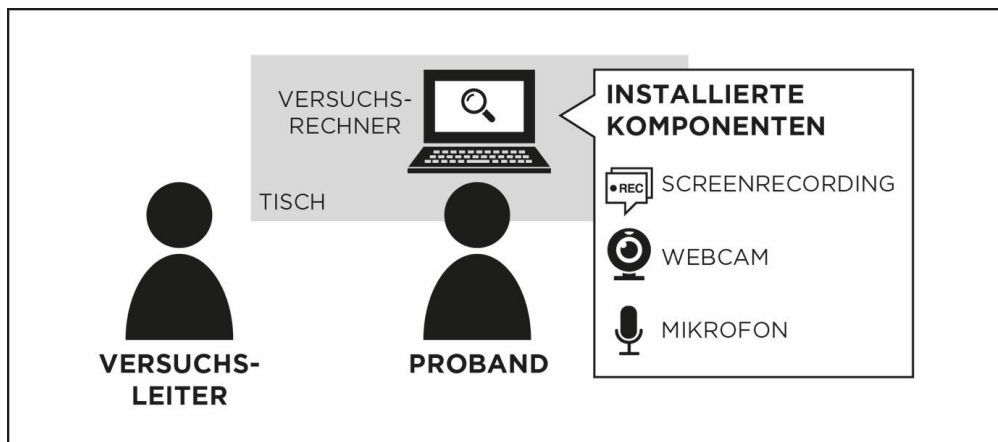 VERSUCHS-
RECHNER
TISCH
INSTALLIERTE
KOMPONENTEN
REC
SCREENRECORDING
WEBCAM
MIKROFON
VERSUCHS-
LEITER
PROBAND